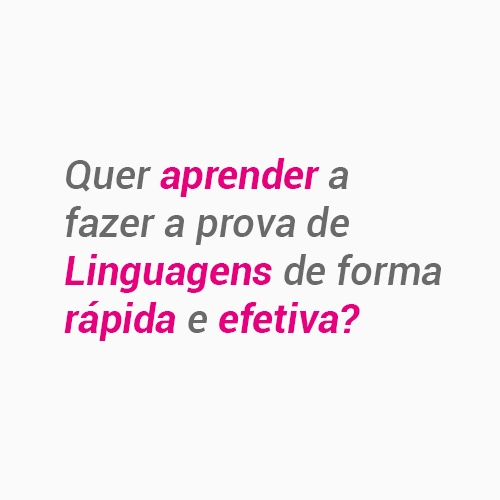 Quer aprender a
fazer a prova de
Linguagens de forma
rápida e efetiva?